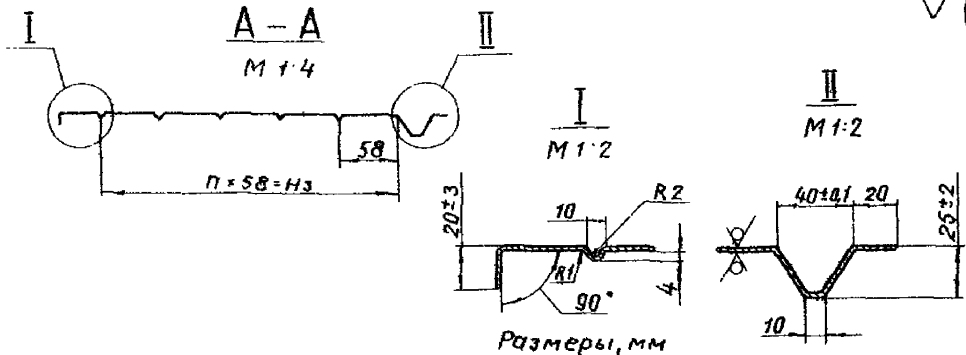 I
А – А
М 1:4
II
58
п × 58 = Нз
I
М 1:2
20±3
10
R2
R1
90°
4
Размеры, мм
II
М 1:2
40±0,1
20
25±2
10